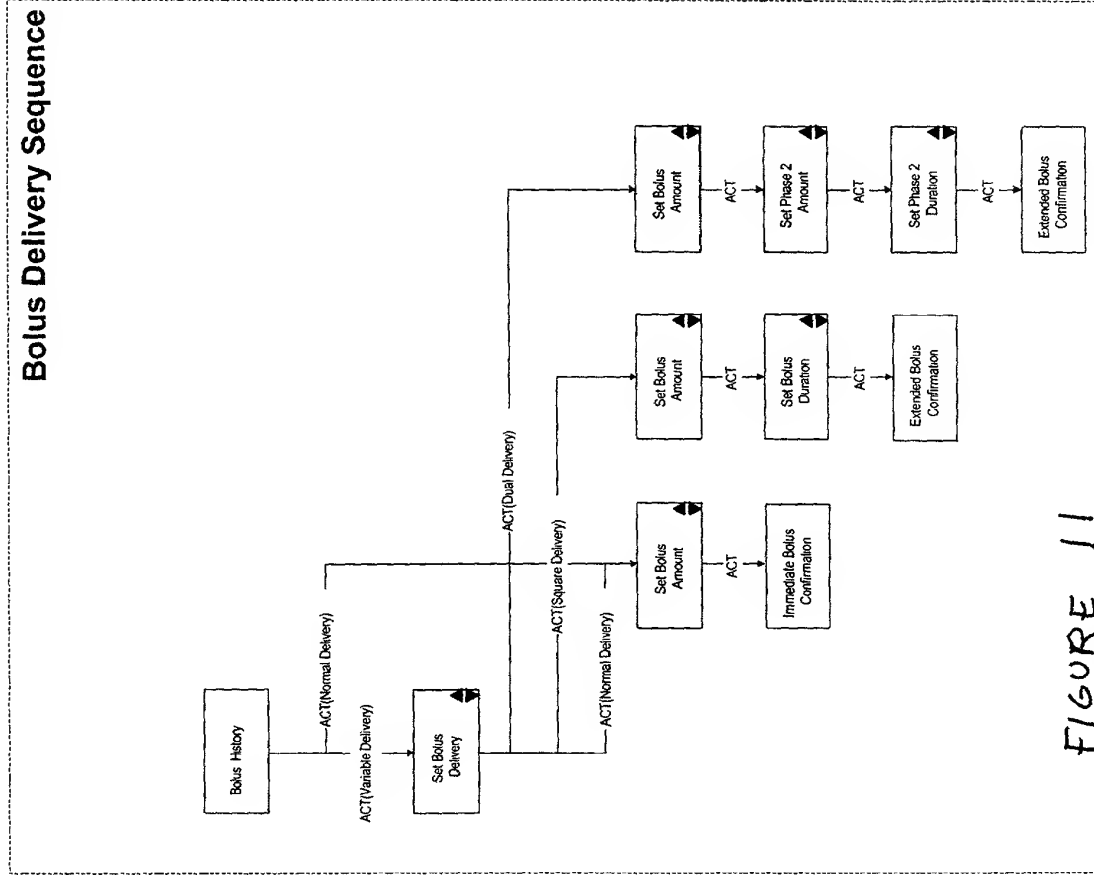 Bolus Delivery Sequence
Bolus History
ACT(Normal Delivery)
ACT(Variable Delivery)
Set Bolus
Delivery
ACT(Dual Delivery)
ACT(Square Delivery)
ACT(Normal Delivery)
Set Bolus
Amount
ACT
Immediate Bolus
Confirmation
Set Bolus
Amount
ACT
Set Bolus
Duration
ACT
Extended Bolus
Confirmation
Set Bolus
Amount
ACT
Set Phase 2
Amount
ACT
Set Phase 2
Duration
ACT
Extended Bolus
Confirmation
FIGURE 11